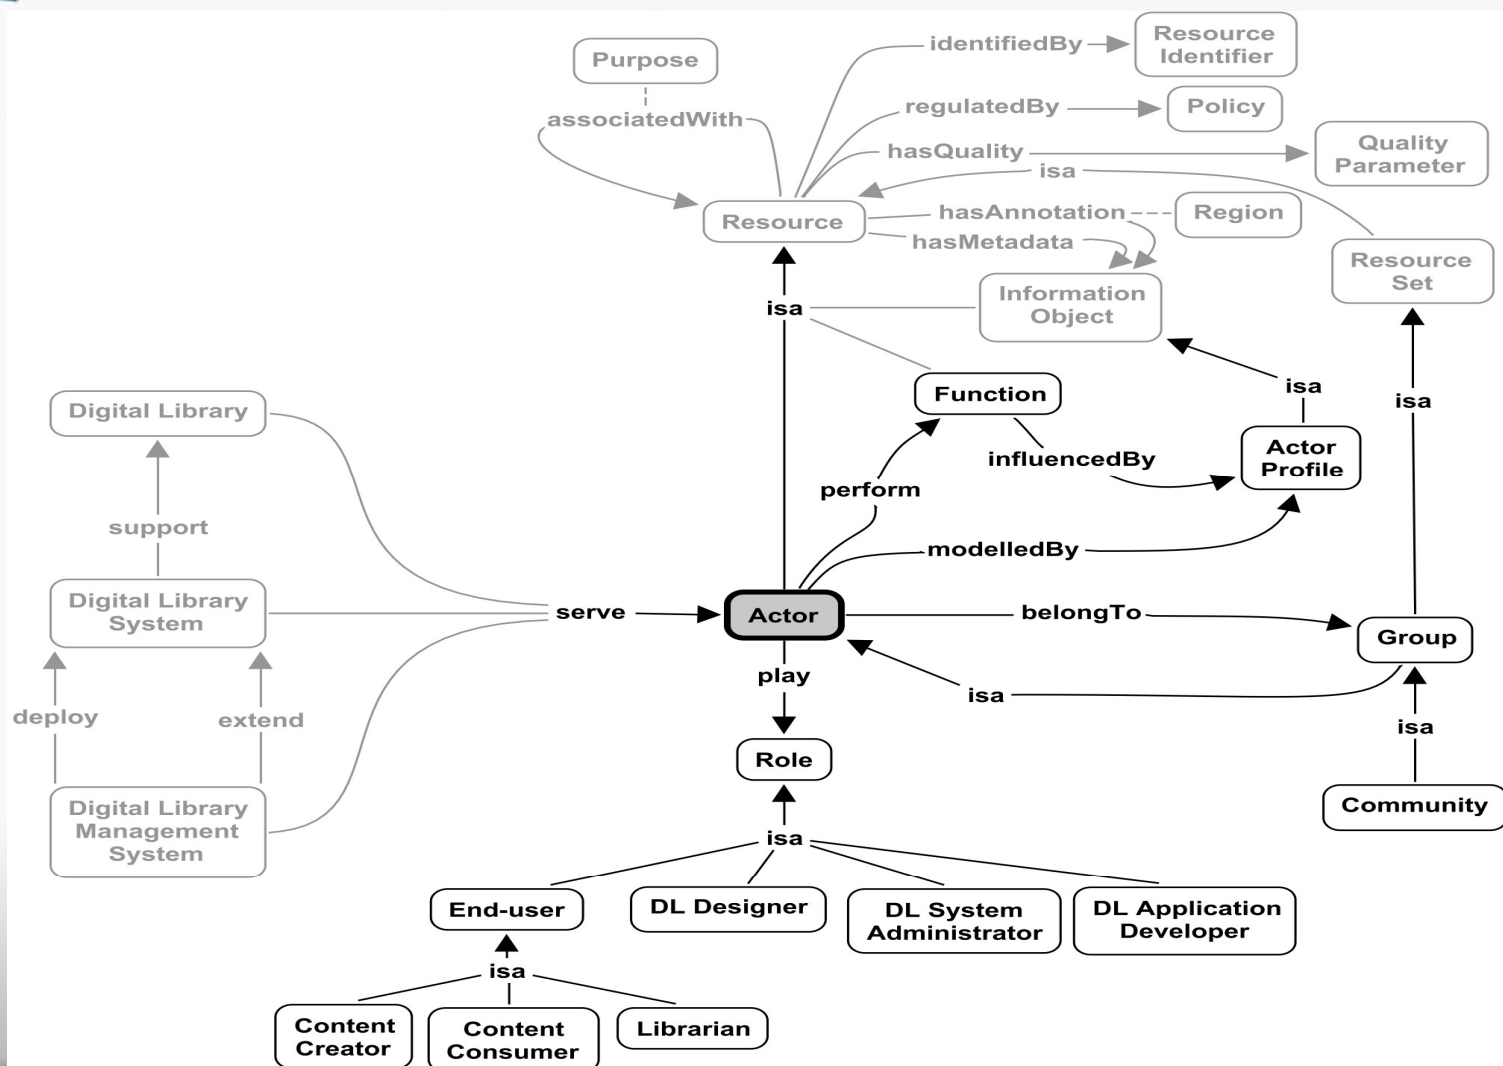 identifiedBy
Resource
Identifier
Purpose
associatedWith
regulatedBy
Policy
hasQuality
Quality
Parameter
isa
Resource
hasAnnotation
Region
hasMetadata
Resource
Set
Information
Object
isa
isa
isa
Function
Digital Library
influencedBy
Actor
Profile
perform
support
modelledBy
Digital Library
System
serve
Actor
belongTo
Group
play
isa
deploy
extend
isa
Role
Digital Library
Management
System
Community
isa
End-user
DL Designer
DL System
Administrator
DL Application
Developer
isa
Content
Creator
Content
Consumer
Librarian